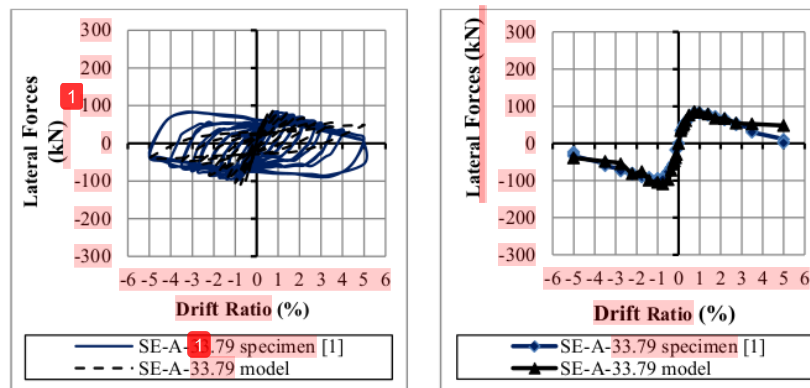 300
200
100
0
-100
-200
-300
Lateral Forces
(kN)
1
-6 -5 -4 -3 -2 -1 0 1 2 3 4 5 6
Drift Ratio (%)
SE-A-33.79 specimen [1]
1
SE-A-33.79 model
300
200
100
0
-100
-200
-300
Lateral Forces (kN)
-6 -5 -4 -3 -2 -1 0 1 2 3 4 5 6
Drift Ratio (%)
SE-A-33.79 specimen [1]
SE-A-33.79 model